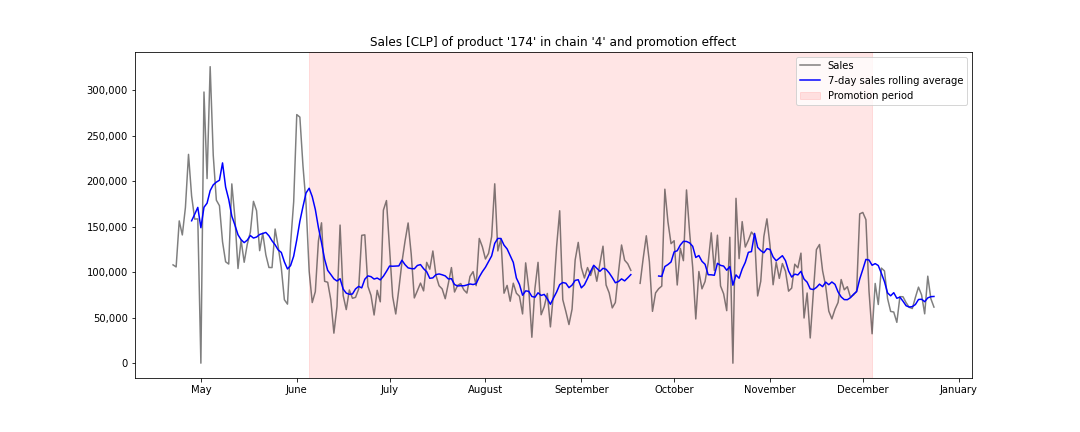 Sales [CLP] of product '174' in chain '4' and promotion effect
Sales
7-day sales rolling average
Promotion period
300,000
250,000
200,000
150,000
100,000
50,000
0
May June July August September October November December January